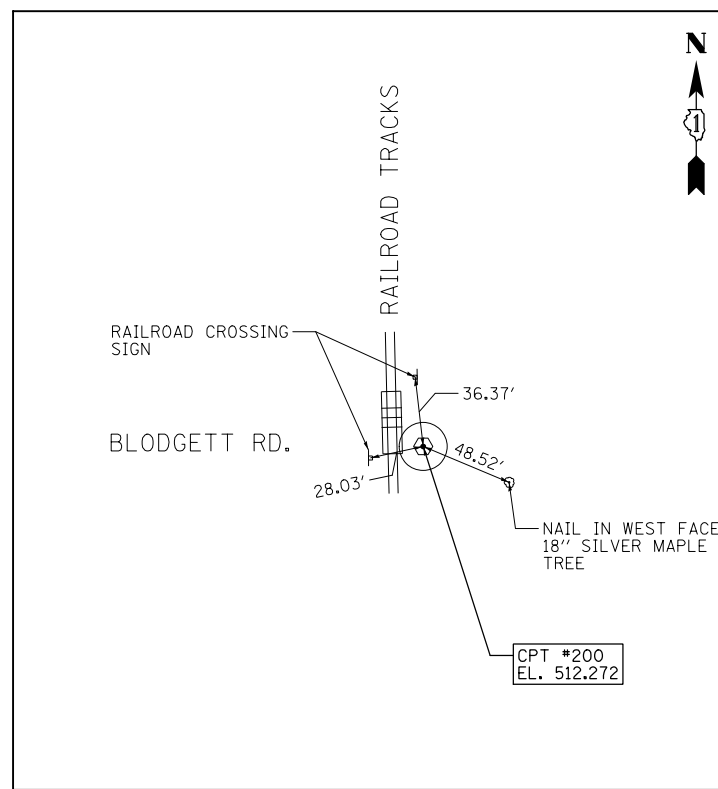 N
1
RAILROAD TRACKS
RAILROAD CROSSING
SIGN
36.37'
BLODGETT RD.
48.52'
28.03'
NAIL IN WEST FACE
18" SILVER MAPLE
TREE
CPT #200
EL. 512.272